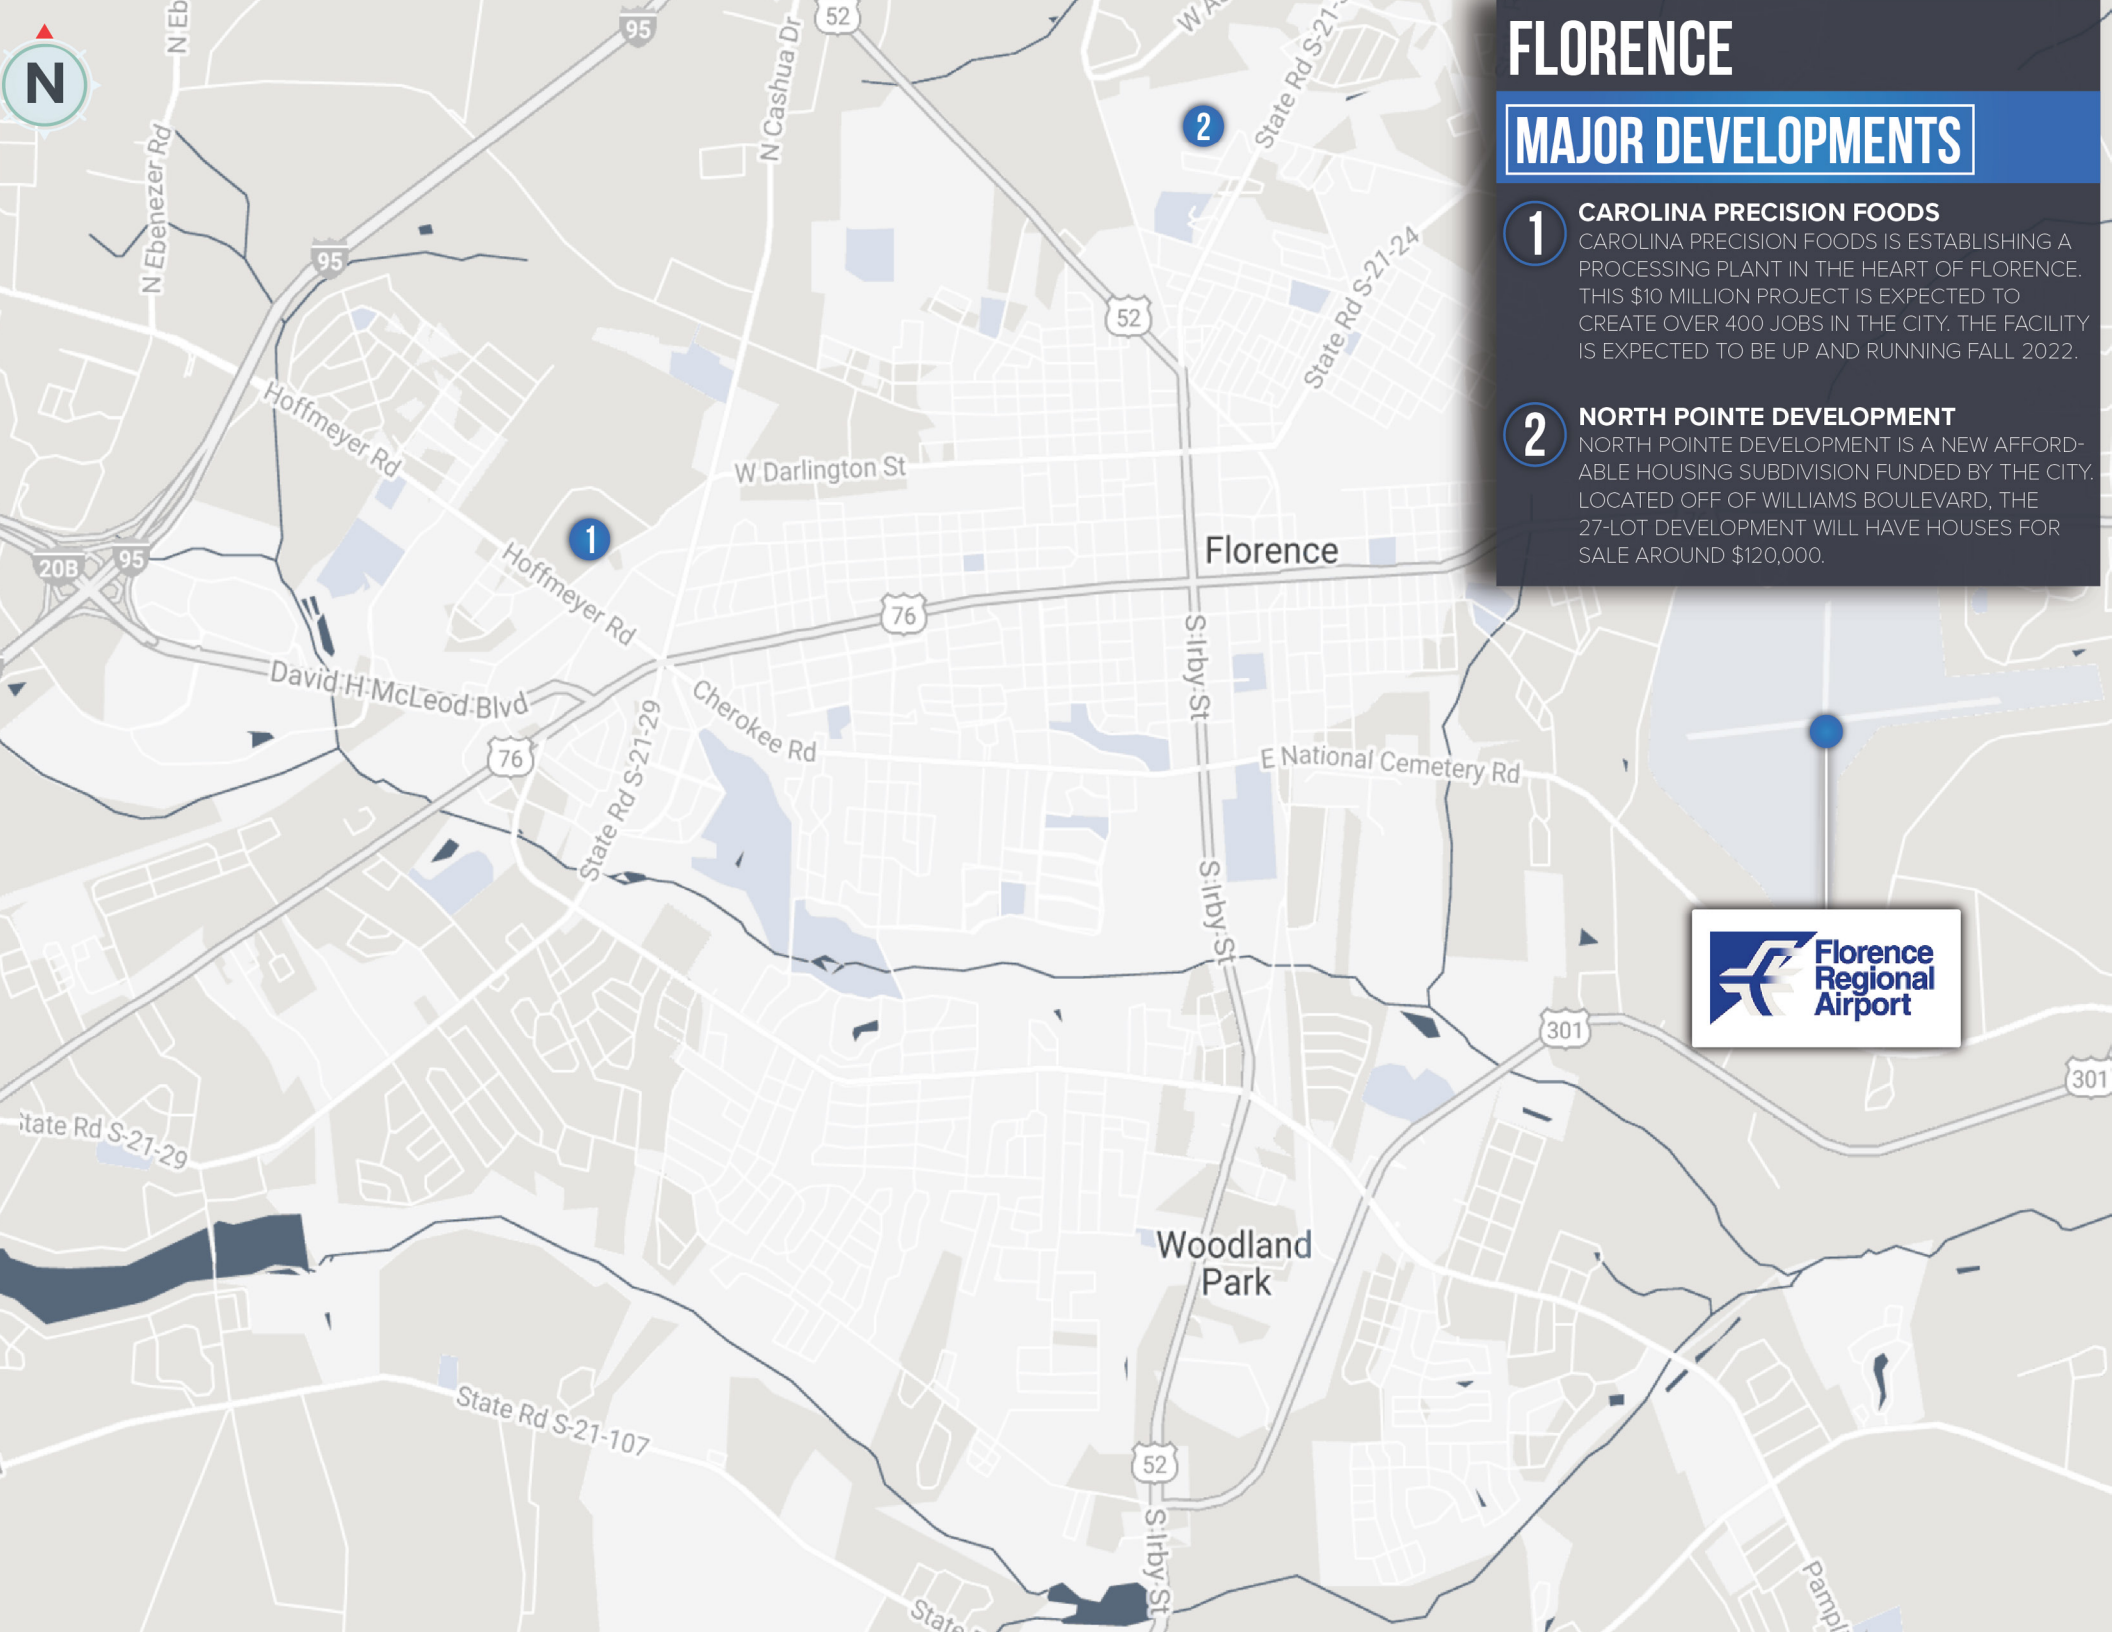 FLORENCE
MAJOR DEVELOPMENTS
1
CAROLINA PRECISION FOODS
CAROLINA PRECISION FOODS IS ESTABLISHING A
PROCESSING PLANT IN THE HEART OF FLORENCE.
THIS $10 MILLION PROJECT IS EXPECTED TO
CREATE OVER 400 JOBS IN THE CITY. THE FACILITY
IS EXPECTED TO BE UP AND RUNNING FALL 2022.
2
NORTH POINTE DEVELOPMENT
NORTH POINTE DEVELOPMENT IS A NEW AFFORD-
ABLE HOUSING SUBDIVISION FUNDED BY THE CITY.
LOCATED OFF OF WILLIAMS BOULEVARD, THE
27-LOT DEVELOPMENT WILL HAVE HOUSES FOR
SALE AROUND $120,000.
N
N Eb
95
N Cashua Dr
52
W A
State Rd S-21-
2
N Ebenezer Rd
95
52
State Rd S-21-24
Hoffmeyer Rd
W Darlington St
1
Hoffmeyer Rd
Florence
20B
95
76
S Irby St
David H McLeod Blvd
Cherokee Rd
76
State Rd S-21-29
E National Cemetery Rd
S Irby St
Florence
Regional
Airport
301
301
State Rd S-21-29
Woodland
Park
State Rd S-21-107
52
S Irby St
State
Pampl